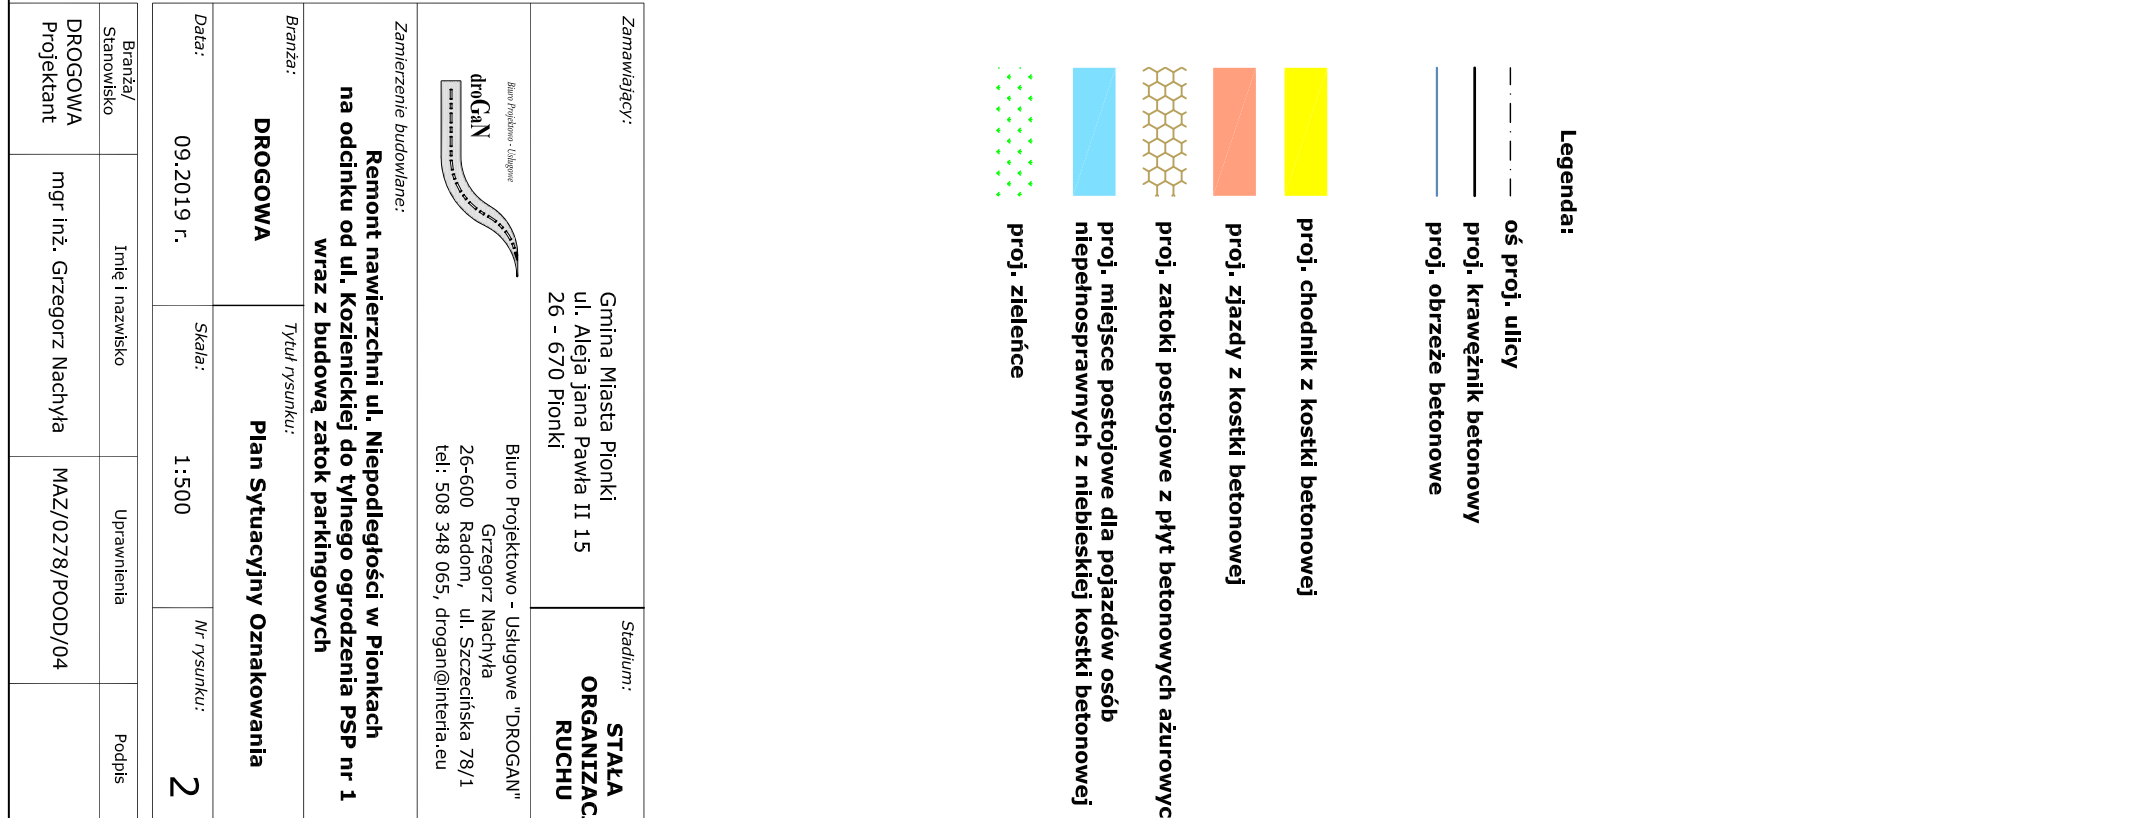 Legenda:
oś proj. ulicy
proj. krawężnik betonowy
proj. obrzeże betonowe
proj. chodnik z kostki betonowej
proj. zjazdy z kostki betonowej
proj. zatoki postojowe z płyt betonowych ażurowyc
proj. miejsce postojowe dla pojazdów osób
niepełnosprawnych z niebieskiej kostki betonowej
proj. zieleńce
Zamawiający:
Gmina Miasta Pionki
ul. Aleja jana Pawła II 15
26 - 670 Pionki
Stadium:
STAŁA
ORGANIZAC
RUCHU
Biuro Projektowo - Usługowe
droGaN
Biuro Projektowo - Usługowe "DROGAN"
Grzegorz Nachyła
26-600 Radom, ul. Szczecińska 78/1
tel: 508 348 065, drogan@interia.eu
Zamierzenie budowlane:
Remont nawierzchni ul. Niepodległości w Pionkach
na odcinku od ul. Kozienickiej do tylnego ogrodzenia PSP nr 1
wraz z budową zatok parkingowych
Branża:
DROGOWA
Tytuł rysunku:
Plan Sytuacyjny Oznakowania
Data:
09.2019 r.
Skala:
1:500
Nr rysunku:
2
Branża/
Stanowisko
Imię i nazwisko
Uprawnienia
Podpis
DROGOWA
Projektant
mgr inż. Grzegorz Nachyła
MAZ/0278/POOD/04